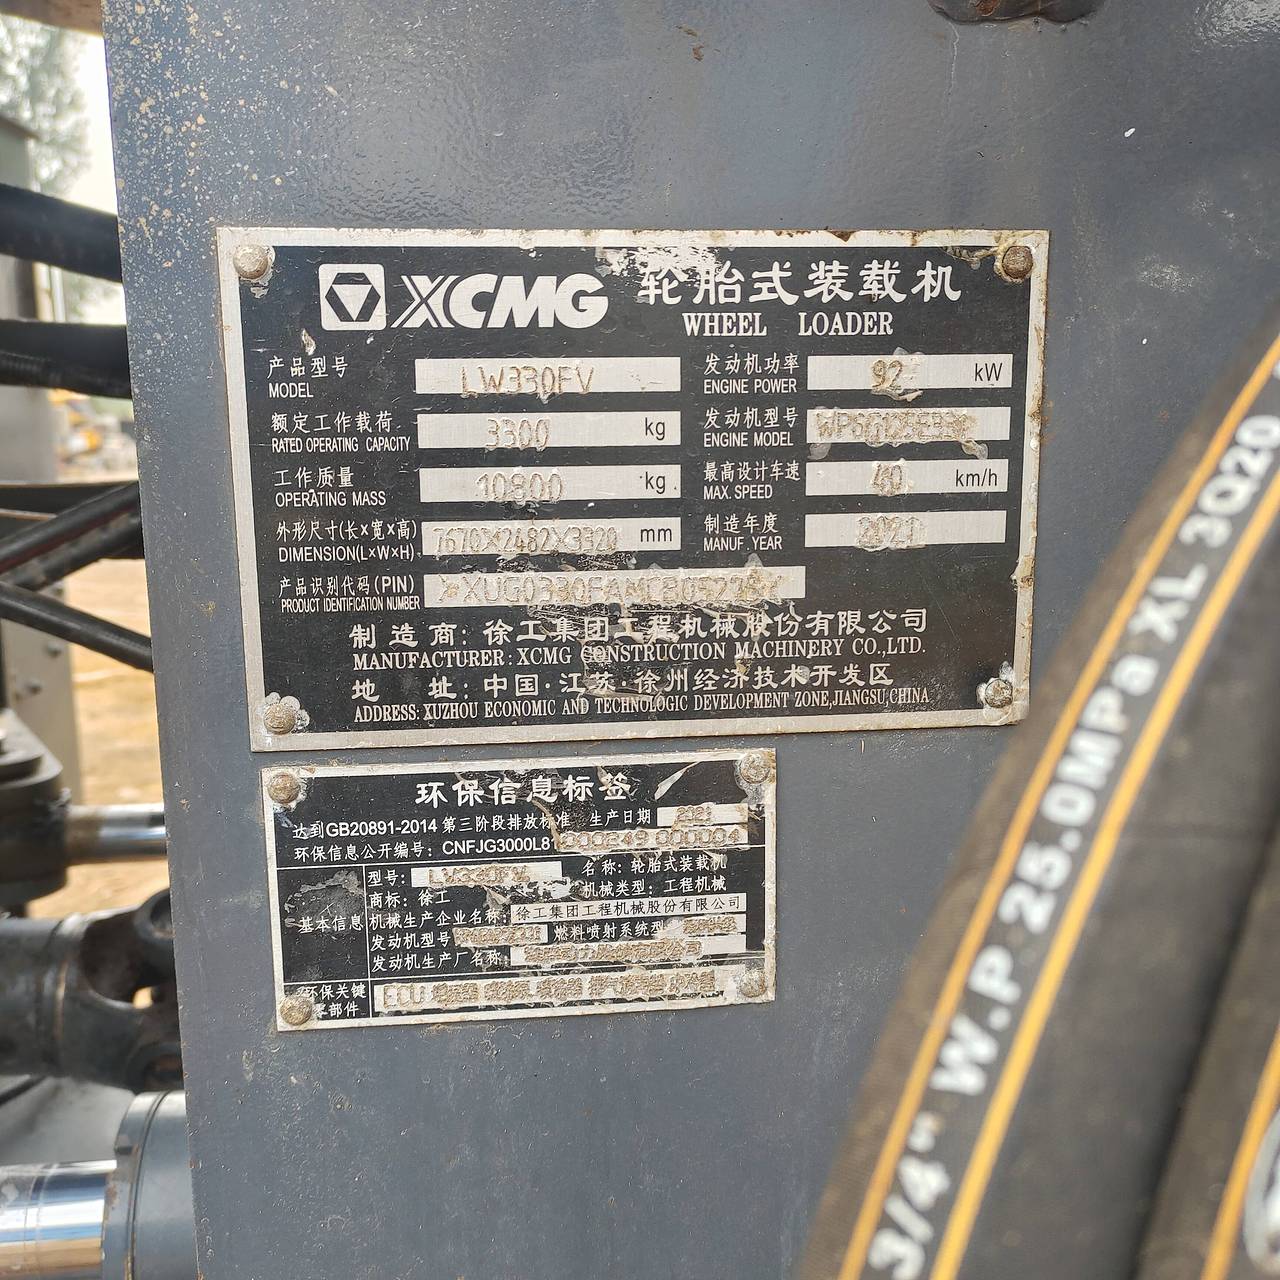 XCMG 轮胎式装载机
WHEEL LOADER
产品型号 LW330FV 发动机功率 92 kW
MODEL ENGINE POWER
额定工作载荷 3300 kg 发动机型号
RATED OPERATING CAPACITY ENGINE MODEL
工作质量 10800 kg 最高设计车速 40 km/h
OPERATING MASS MAX. SPEED
外形尺寸(长×宽×高) 7670X2482X3320 mm 制造年度 2021
DIMENSION(L×W×H) MANUF. YEAR
产品识别代码(PIN)
PRODUCT IDENTIFICATION NUMBER
制造商:徐工集团工程机械股份有限公司
MANUFACTURER:XCMG CONSTRUCTION MACHINERY CO.,LTD.
地 址:中国·江苏·徐州经济技术开发区
ADDRESS: XUZHOU ECONOMIC AND TECHNOLOGIC DEVELOPMENT ZONE,JIANGSU,CHINA
环保信息标签
达到GB20891-2014 第三阶段排放标准 生产日期 2021
环保信息公开编号:
型号: LW330FV 名称:轮胎式装载机
商标:徐工 机械类型:工程机械
基本信息 机械生产企业名称:徐工集团工程机械股份有限公司
发动机型号 燃料喷射系统型
发动机生产厂名称:
环保关键 ECU
部件
3/4" W.P 25.0MPa XL 3Q20